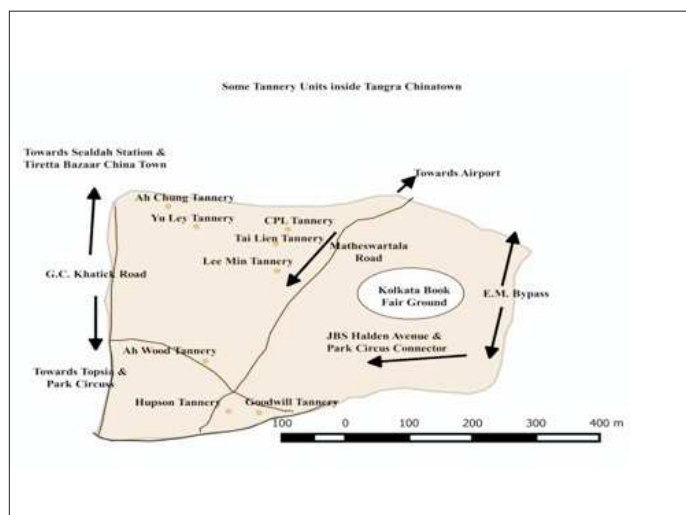 Some Tannery Units inside Tangra Chinatown
Towards Sealdah Station &
Tiretta Bazaar China Town
Towards Airport
Ah Chung Tannery
Yu Ley Tannery
CPL Tannery
Tai Lien Tannery
Matheswartala
Road
Lee Min Tannery
G.C. Khatick Road
Kolkata Book
Fair Ground
E.M. Bypass
JBS Halden Avenue &
Park Circus Connector
Ah Wood Tannery
Towards Topsia &
Park Circuss
Hupson Tannery
Goodwill Tannery
100 0 100 200 300 400 m